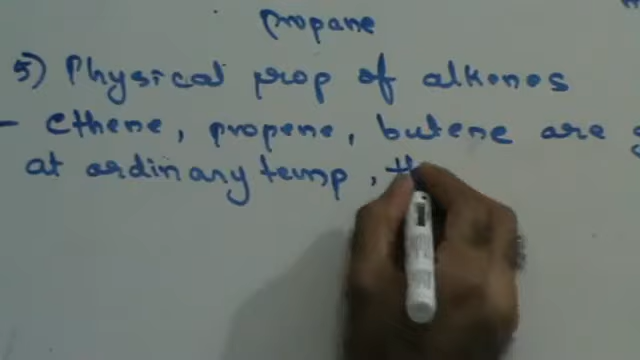 propane
5) Physical prop of alkenes
- Ethene, propene, butene are
at ordinary temp,